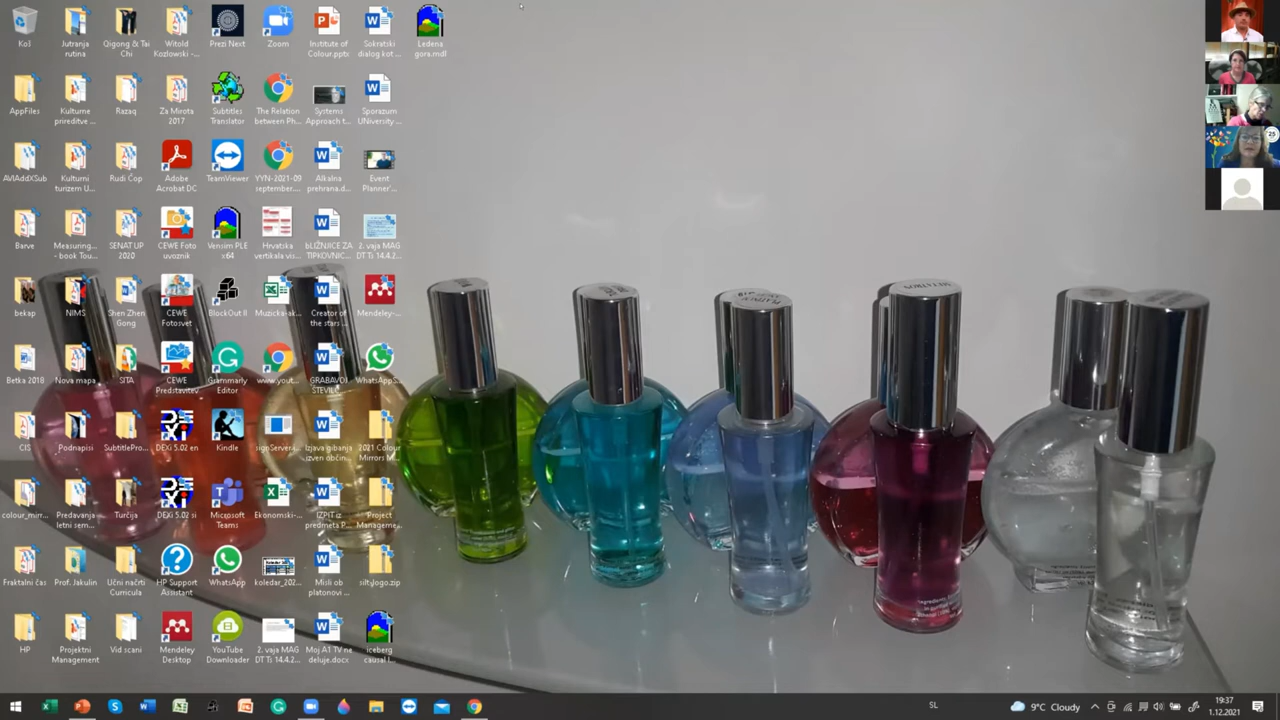 Koš
Jutranja
rutina
Qigong & Tai
Chi
Witold
Kozlowski -...
Prezi Next
Zoom
Institute of
Colour.pptx
Sokratski
dialog kot ...
Ledena
gora.mdl
AppFiles
Kulturne
prireditve ...
Razaq
Za Mirota
2017
Subtitles
Translator
The Relation
between Ph...
Systems
Approach t...
Sporazum
UNiversity ...
AVIAddXSub
Kulturni
turizem U...
Rudi Čop
Adobe
Acrobat DC
TeamViewer
YYN-2021-09
september...
Alkalna
prehrana.d...
Event
Planner'...
Barve
Measuring...
- book Tou...
SENAT UP
2020
CEWE Foto
uvoznik
Vensim PLE
x64
Hrvatska
vertikala vis...
bLIŽNJICE ZA
TIPKOVNIC...
2. vaja MAG
DT Ti 14.4.2...
bekap
NIMS
Shen Zhen
Gong
CEWE
Fotosvet
BlockOut II
Muzicka-ak...
Creator of
the stars ...
Mendeley-...
Betka 2018
Nova mapa
SITA
CEWE
Predstavitev
Grammarly
Editor
www.yout...
GRABAVOJ
ŠTEVILC...
WhatsAppS...
CIS
Podnapisi
SubtitlePro...
DEXi 5.02 en
Kindle
signServerA...
Izjava gibanja
izven občin...
2021 Colour
Mirrors M...
colour_mirr...
Predavanja
letni sem...
Turčija
DEXi 5.02 si
Microsoft
Teams
Ekonomski-...
IZPIT iz
predmeta P...
Project
Manageme...
Fraktalni čas
Prof. Jakulin
Učni načrti
Curricula
HP Support
Assistant
WhatsApp
koledar_202...
Misli ob
platonovi ...
siltylogo.zip
HP
Projektni
Management
Vid scani
Mendeley
Desktop
YouTube
Downloader
2. vaja MAG
DT Ti 14.4.2...
Moj A1 TV ne
deluje.docx
iceberg
causal l...
SL
9°C Cloudy
19:37
1.12.2021